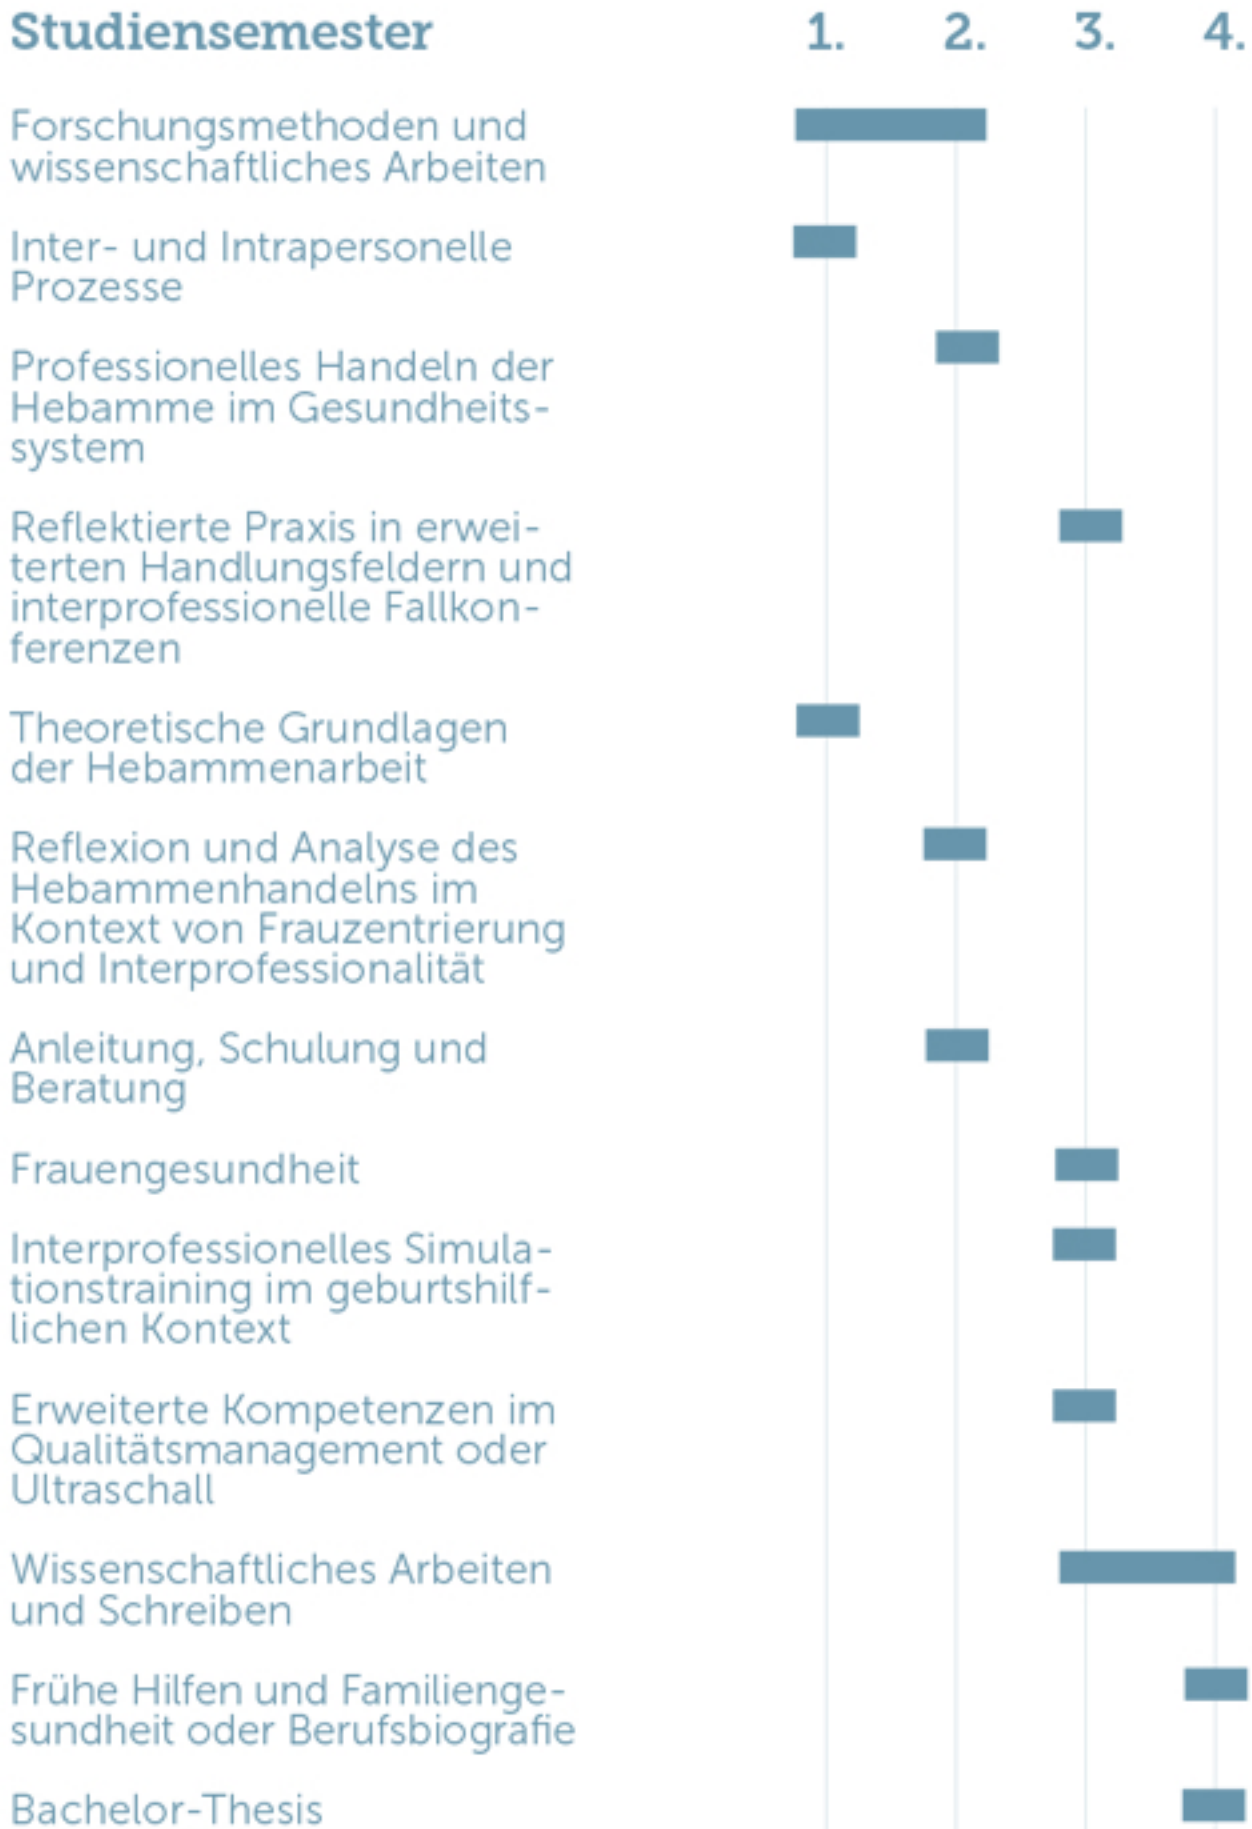 Studiensemester 1. 2. 3. 4.
Forschungsmethoden und
wissenschaftliches Arbeiten
Inter- und Intrapersonelle
Prozesse
Professionelles Handeln der
Hebamme im Gesundheits-
system
Reflektierte Praxis in erwei-
terten Handlungsfeldern und
interprofessionelle Fallkon-
ferenzen
Theoretische Grundlagen
der Hebammenarbeit
Reflexion und Analyse des
Hebammenhandelns im
Kontext von Frauzentrierung
und Interprofessionalität
Anleitung, Schulung und
Beratung
Frauengesundheit
Interprofessionelles Simula-
tionstraining im geburtshilf-
lichen Kontext
Erweiterte Kompetenzen im
Qualitätsmanagement oder
Ultraschall
Wissenschaftliches Arbeiten
und Schreiben
Frühe Hilfen und Familienge-
sundheit oder Berufsbiografie
Bachelor-Thesis